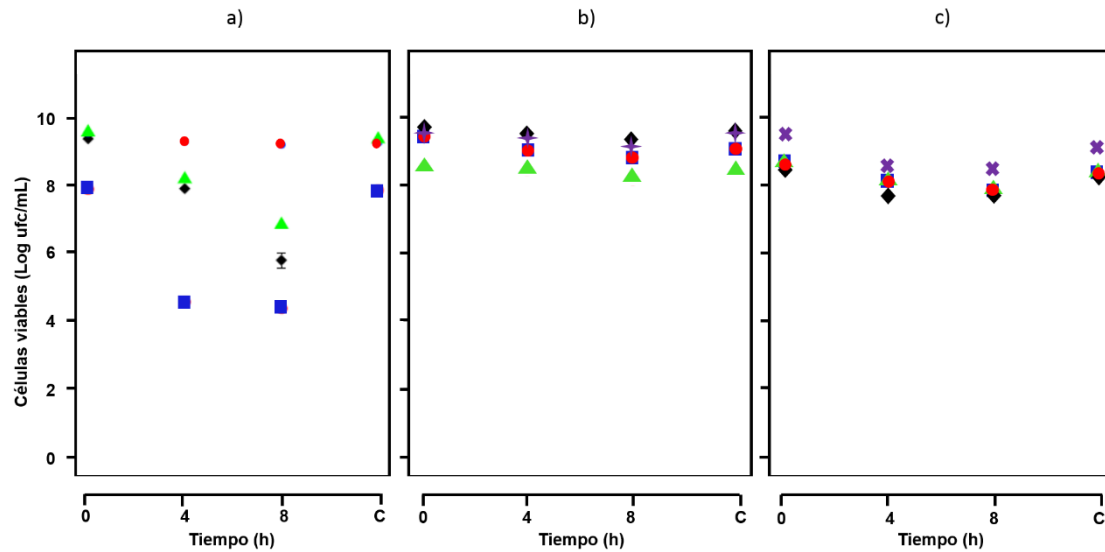 a)
b)
c)
Células viables (Log ufc/mL)
10
8
6
4
2
0
0 4 8 C
0 4 8 C
0 4 8 C
Tiempo (h)
Tiempo (h)
Tiempo (h)